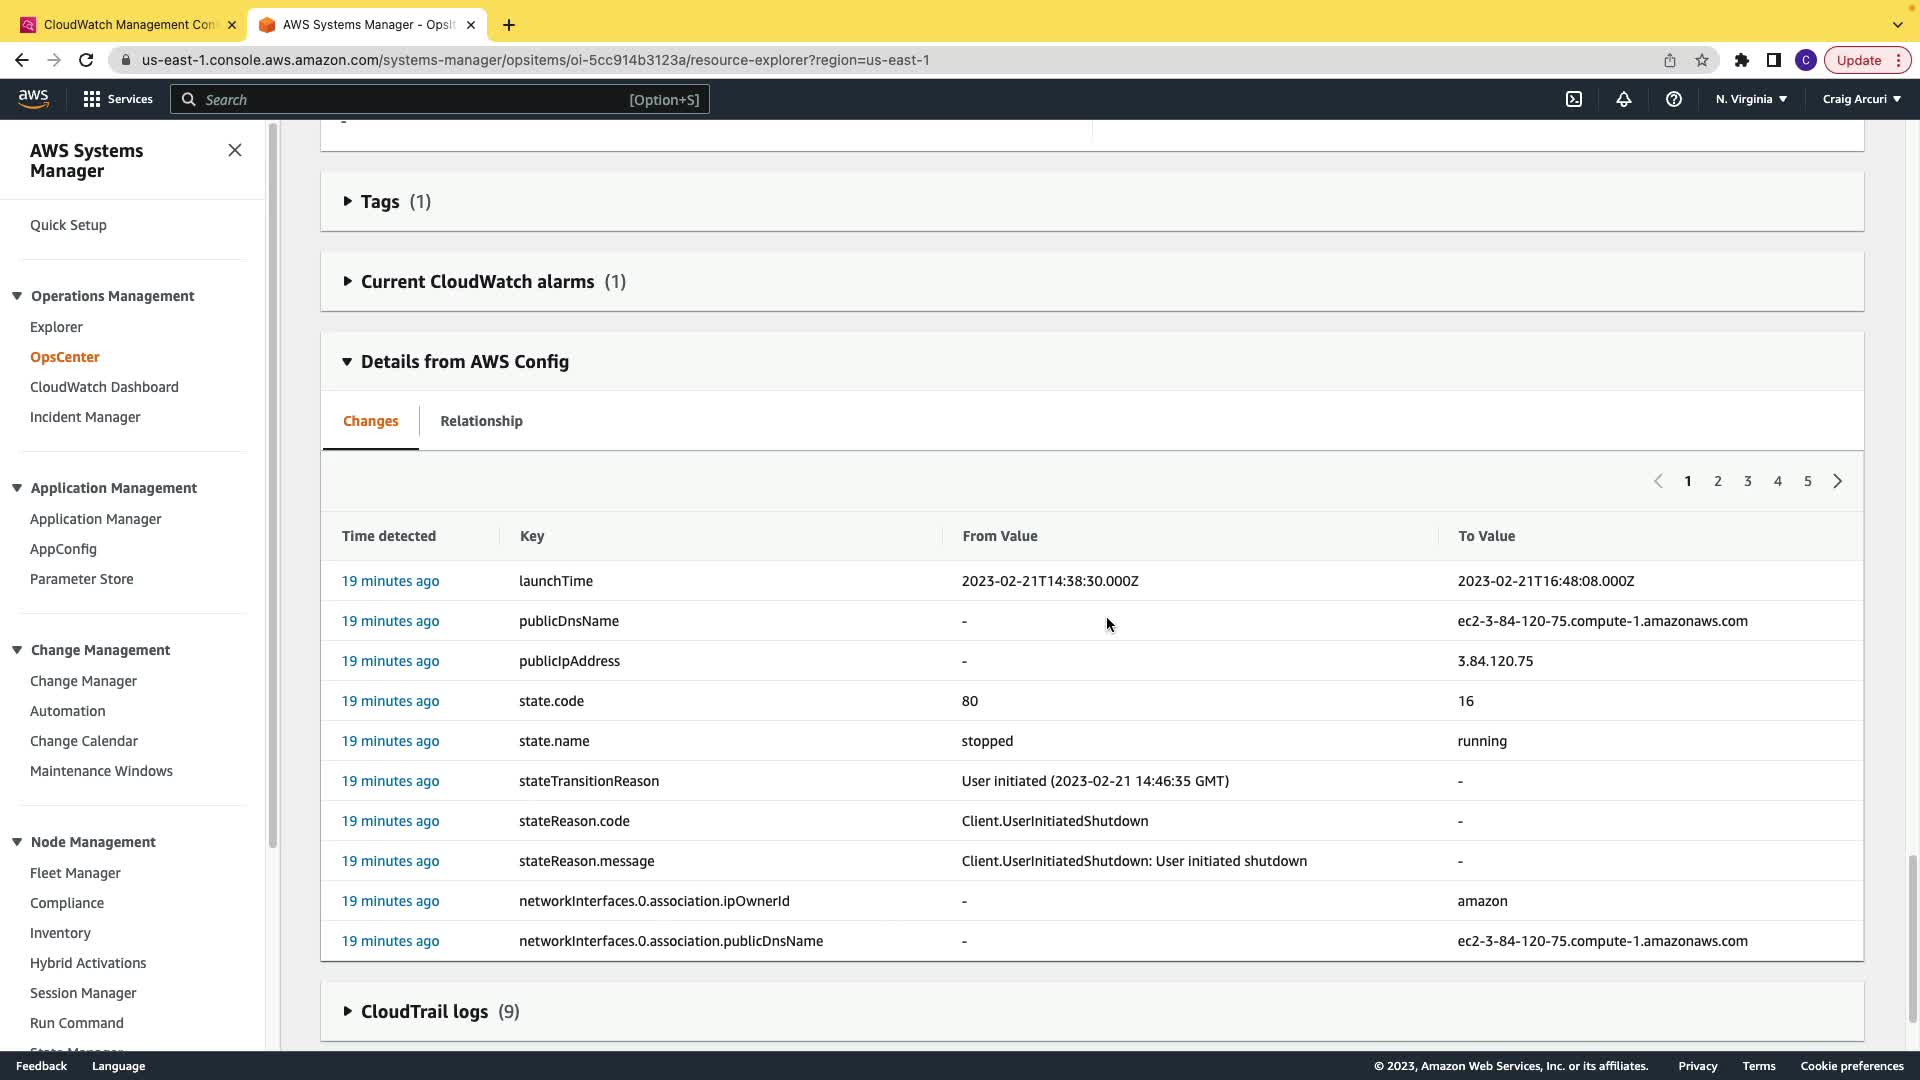 CloudWatch Management Con
AWS Systems Manager - OpsIt
us-east-1.console.aws.amazon.com/systems-manager/opsitems/oi-5cc914b3123a/resource-explorer?region=us-east-1
C
Update
aws
Services
Search
[Option+S]
N. Virginia
Craig Arcuri
AWS Systems
Manager
Quick Setup
Operations Management
Explorer
OpsCenter
CloudWatch Dashboard
Incident Manager
Application Management
Application Manager
AppConfig
Parameter Store
Change Management
Change Manager
Automation
Change Calendar
Maintenance Windows
Node Management
Fleet Manager
Compliance
Inventory
Hybrid Activations
Session Manager
Run Command
-
Tags (1)
Current CloudWatch alarms (1)
Details from AWS Config
Changes
Relationship
1 2 3 4 5
Time detected Key From Value To Value
19 minutes ago launchTime 2023-02-21T14:38:30.000Z 2023-02-21T16:48:08.000Z
19 minutes ago publicDnsName - ec2-3-84-120-75.compute-1.amazonaws.com
19 minutes ago publicIpAddress - 3.84.120.75
19 minutes ago state.code 80 16
19 minutes ago state.name stopped running
19 minutes ago stateTransitionReason User initiated (2023-02-21 14:46:35 GMT) -
19 minutes ago stateReason.code Client.UserInitiatedShutdown -
19 minutes ago stateReason.message Client.UserInitiatedShutdown: User initiated shutdown -
19 minutes ago networkInterfaces.0.association.ipOwnerId - amazon
19 minutes ago networkInterfaces.0.association.publicDnsName - ec2-3-84-120-75.compute-1.amazonaws.com
CloudTrail logs (9)
Feedback
Language
© 2023, Amazon Web Services, Inc. or its affiliates.
Privacy
Terms
Cookie preferences